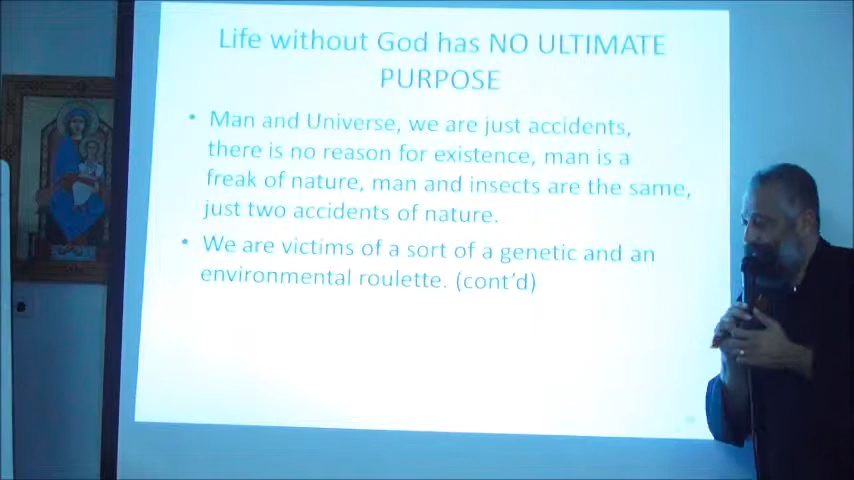 Life without God has NO ULTIMATE
PURPOSE
• Man and Universe, we are just accidents,
there is no reason for existence, man is a
freak of nature, man and insects are the same,
just two accidents of nature.
• We are victims of a sort of a genetic and an
environmental roulette. (cont'd)